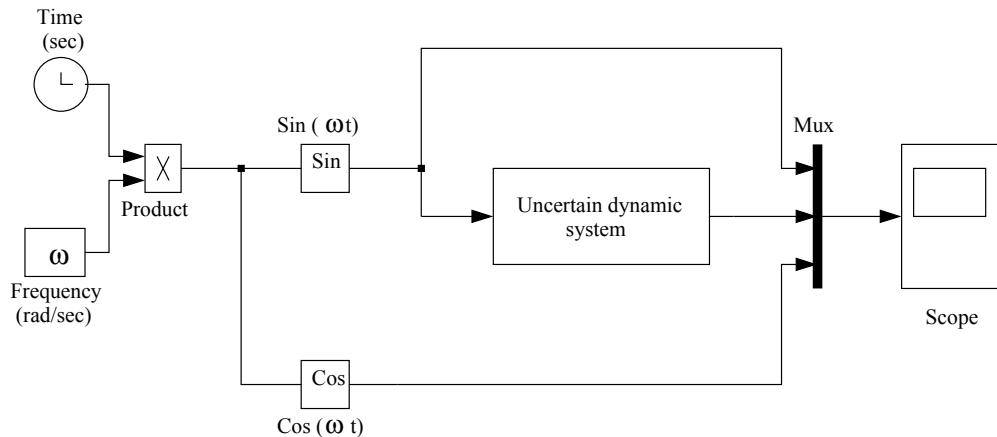 Time
(sec)
Sin ( ωt)
Sin
Mux
Product
Uncertain dynamic
system
ω
Frequency
(rad/sec)
Scope
Cos
Cos (ω t)